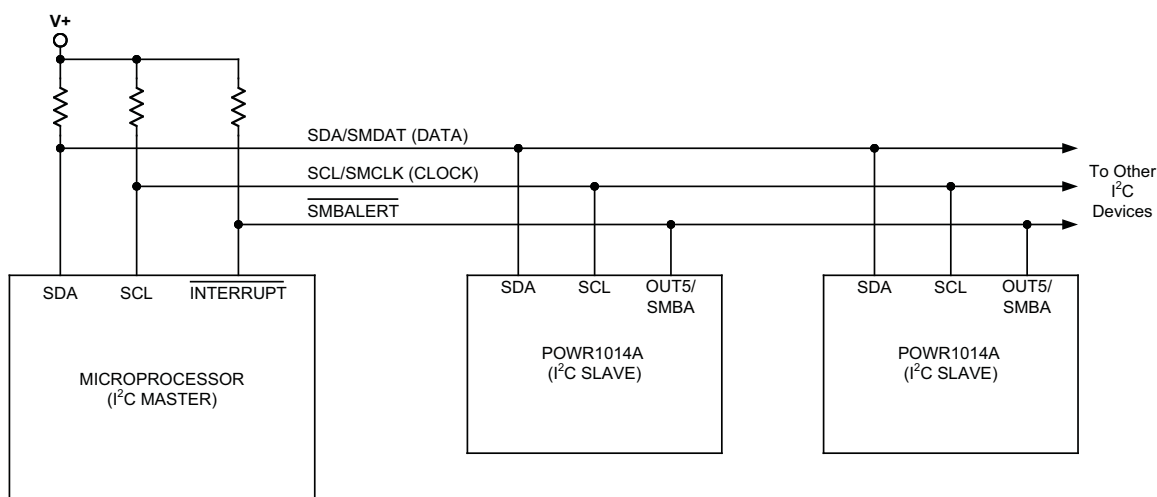 V+
SDA/SMDAT (DATA)
SCL/SMCLK (CLOCK)
SMBALERT
To Other
I²C
Devices
SDA SCL INTERRUPT
MICROPROCESSOR
(I²C MASTER)
SDA SCL OUT5/
SMBA
POWR1014A
(I²C SLAVE)
SDA SCL OUT5/
SMBA
POWR1014A
(I²C SLAVE)